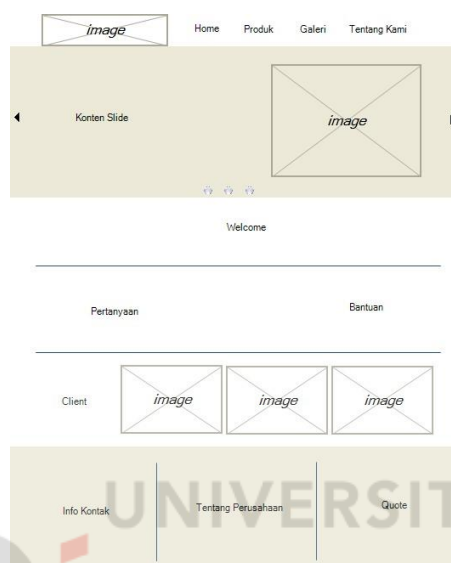 image Home Produk Galeri Tentang Kami
Konten Slide image
Welcome
Pertanyaan Bantuan
Client image image image
UNIVERSIT
Info Kontak Tentang Perusahaan Quote